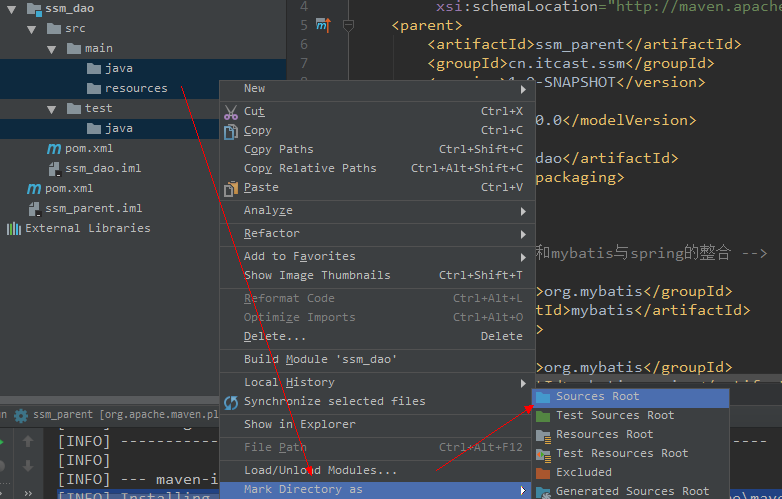 ssm_dao
src
main
java
resources
test
java
pom.xml
ssm_dao.iml
pom.xml
ssm_parent.iml
External Libraries
4 xsi:schemaLocation="http://maven.apac
5 <parent>
6 <artifactId>ssm_parent</artifactId>
7 <groupId>cn.itcast.ssm</groupId>
-SNAPSHOT</version>
0.0</modelVersion>
dao</artifactId>
packaging>
和mybatis与spring的整合 -->
>org.mybatis</groupId>
tId>mybatis</artifactId>
>
>org.mybatis</groupId>
New
Cut Ctrl+X
Copy Ctrl+C
Copy Paths Ctrl+Shift+C
Copy Relative Paths Ctrl+Alt+Shift+C
Paste Ctrl+V
Analyze
Refactor
Add to Favorites
Show Image Thumbnails Ctrl+Shift+T
Reformat Code Ctrl+Alt+L
Optimize Imports Ctrl+Alt+O
Delete... Delete
Build Module 'ssm_dao'
Local History
Synchronize selected files
Show in Explorer
File Path Ctrl+Alt+F12
Load/Unload Modules...
Mark Directory as
Sources Root
Test Sources Root
Resources Root
Test Resources Root
Excluded
Generated Sources Root
un ssm_parent [org.apache.maven.pl
[INFO] ------------------
[INFO]
[INFO] --- maven-i
[INFO] Installing